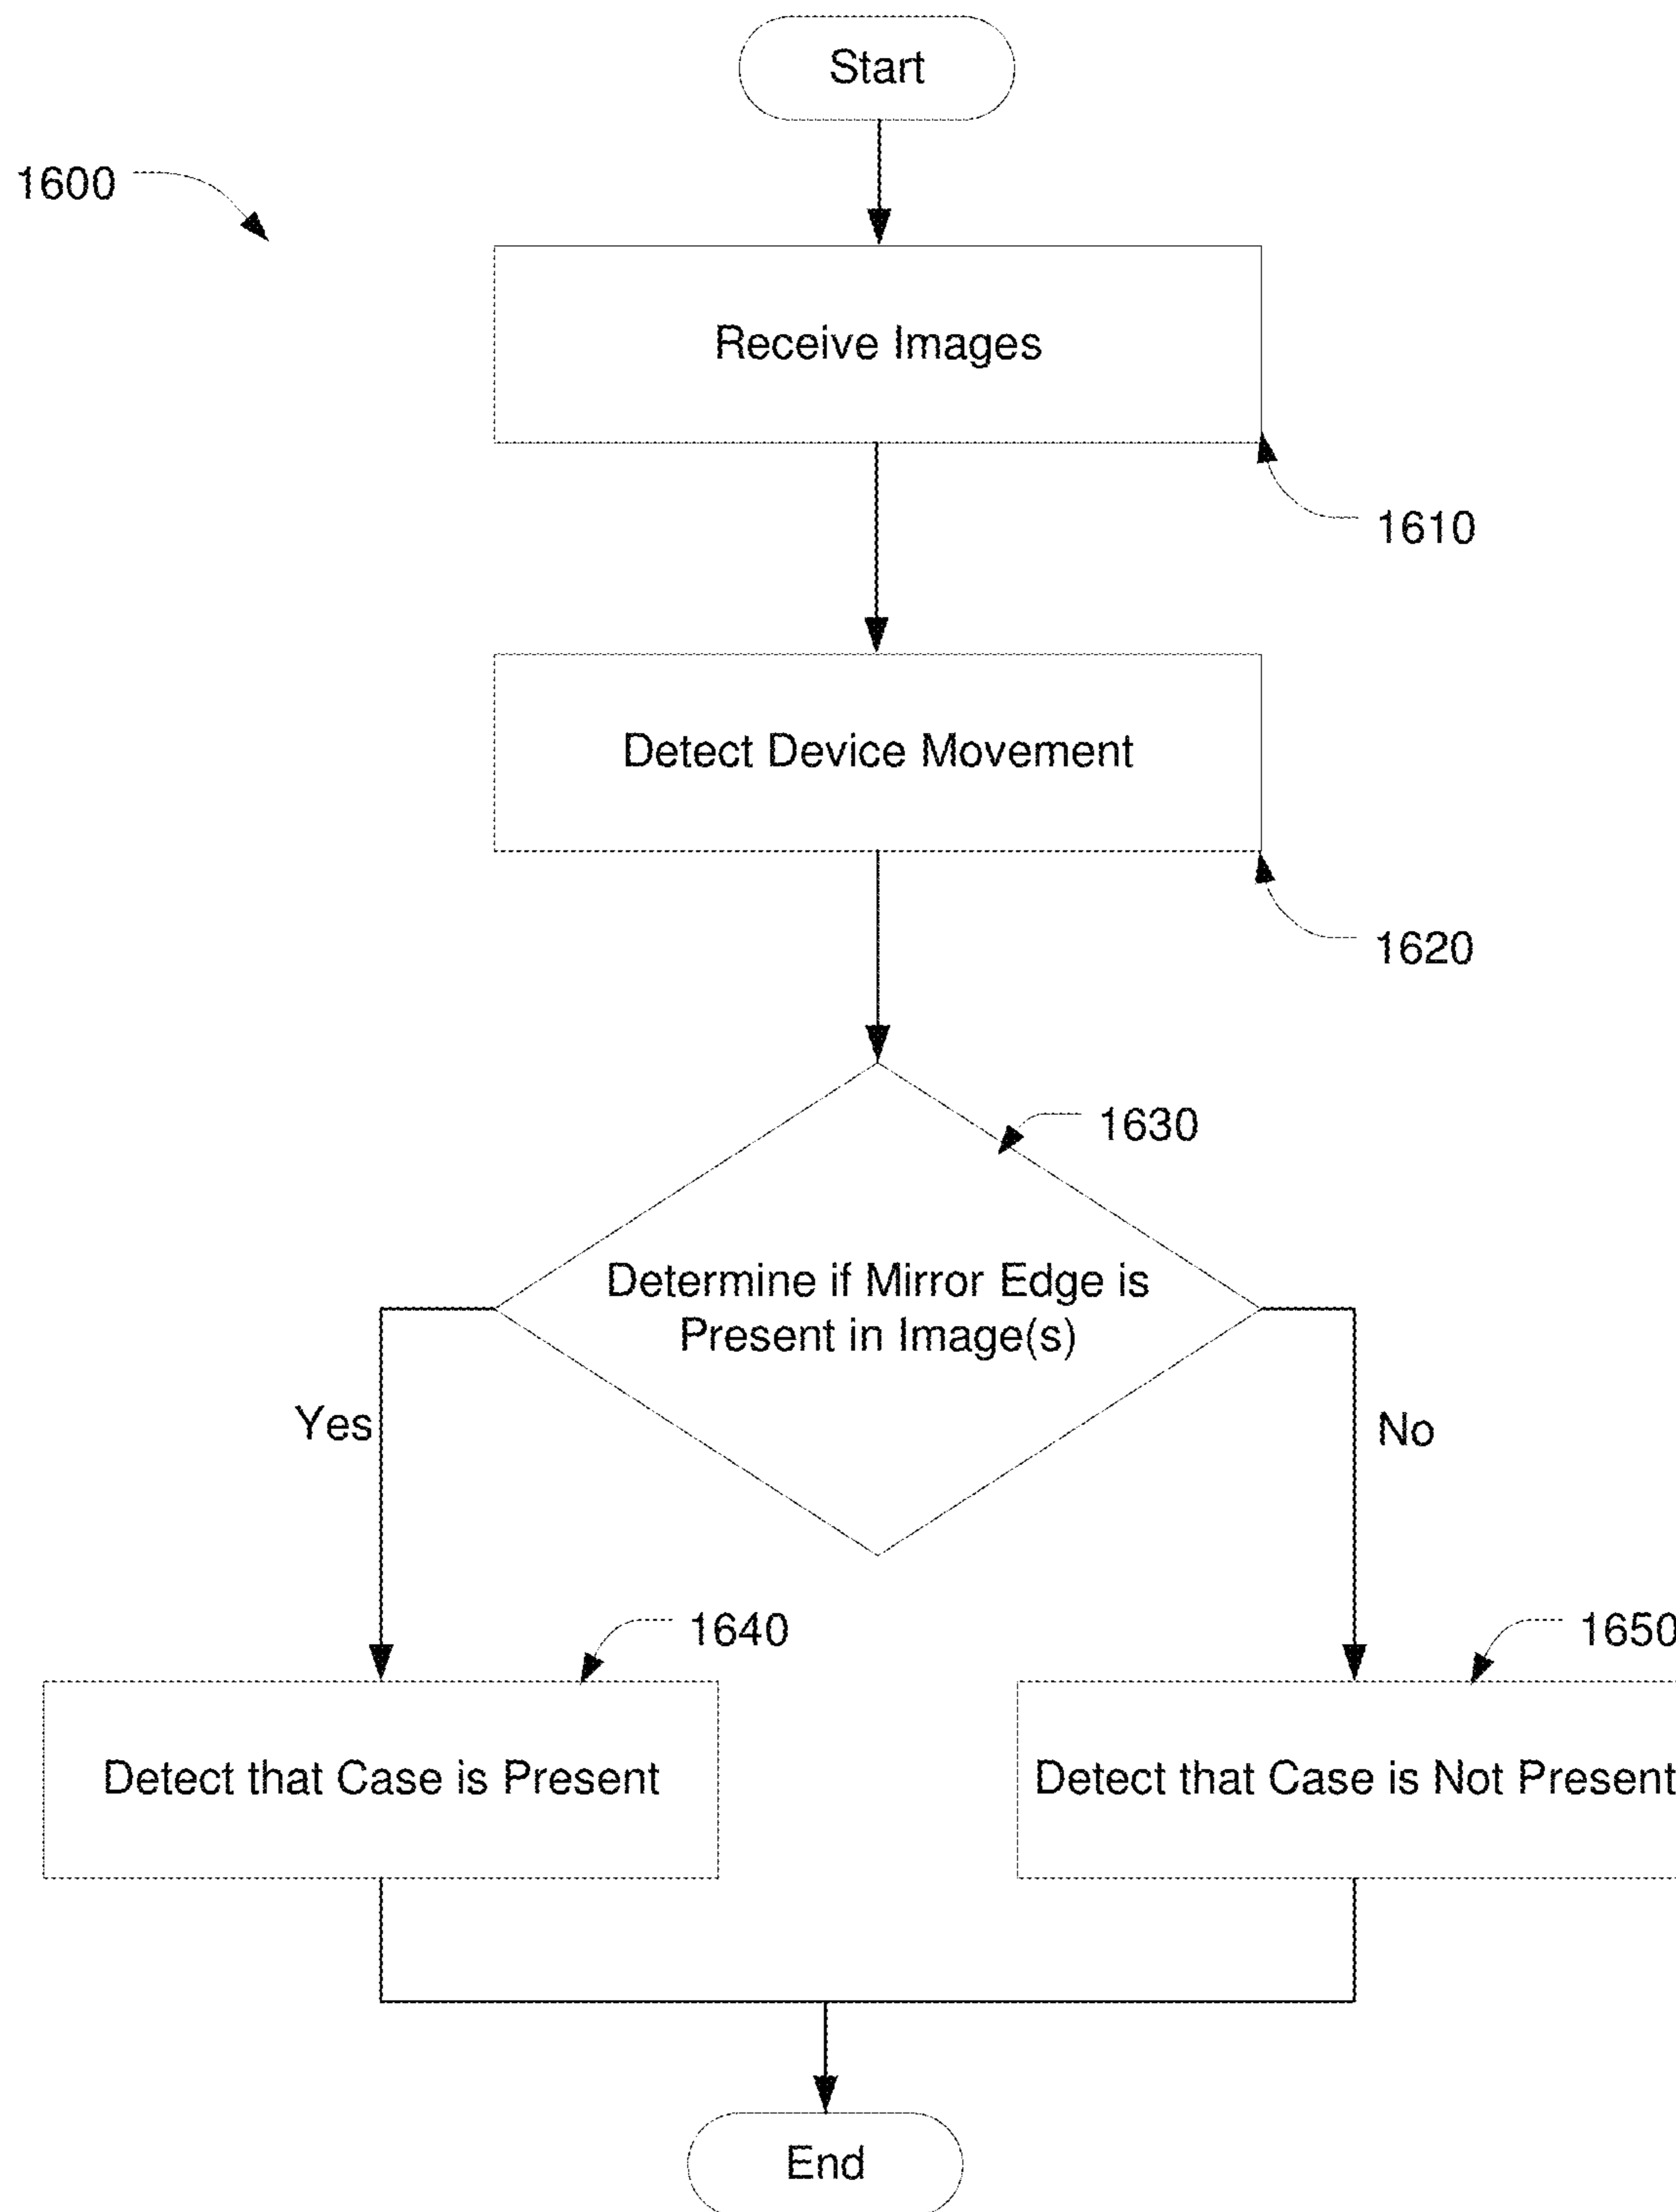 Start
1600
Receive Images
1610
Detect Device Movement
1620
1630
Determine if Mirror Edge is
Present in Image(s)
Yes
No
1640
1650
Detect that Case is Present
Detect that Case is Not Present
End